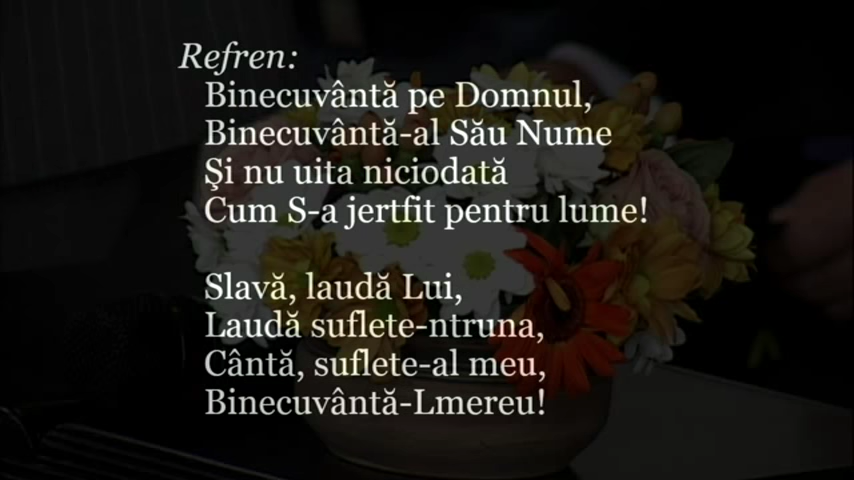 Refren:
Binecuvântă pe Domnul,
Binecuvântă-al Său Nume
Şi nu uita niciodată
Cum S-a jertfit pentru lume!
Slavă, laudă Lui,
Laudă suflete-ntruna,
Cântă, suflete-al meu,
Binecuvântă-Lmereu!